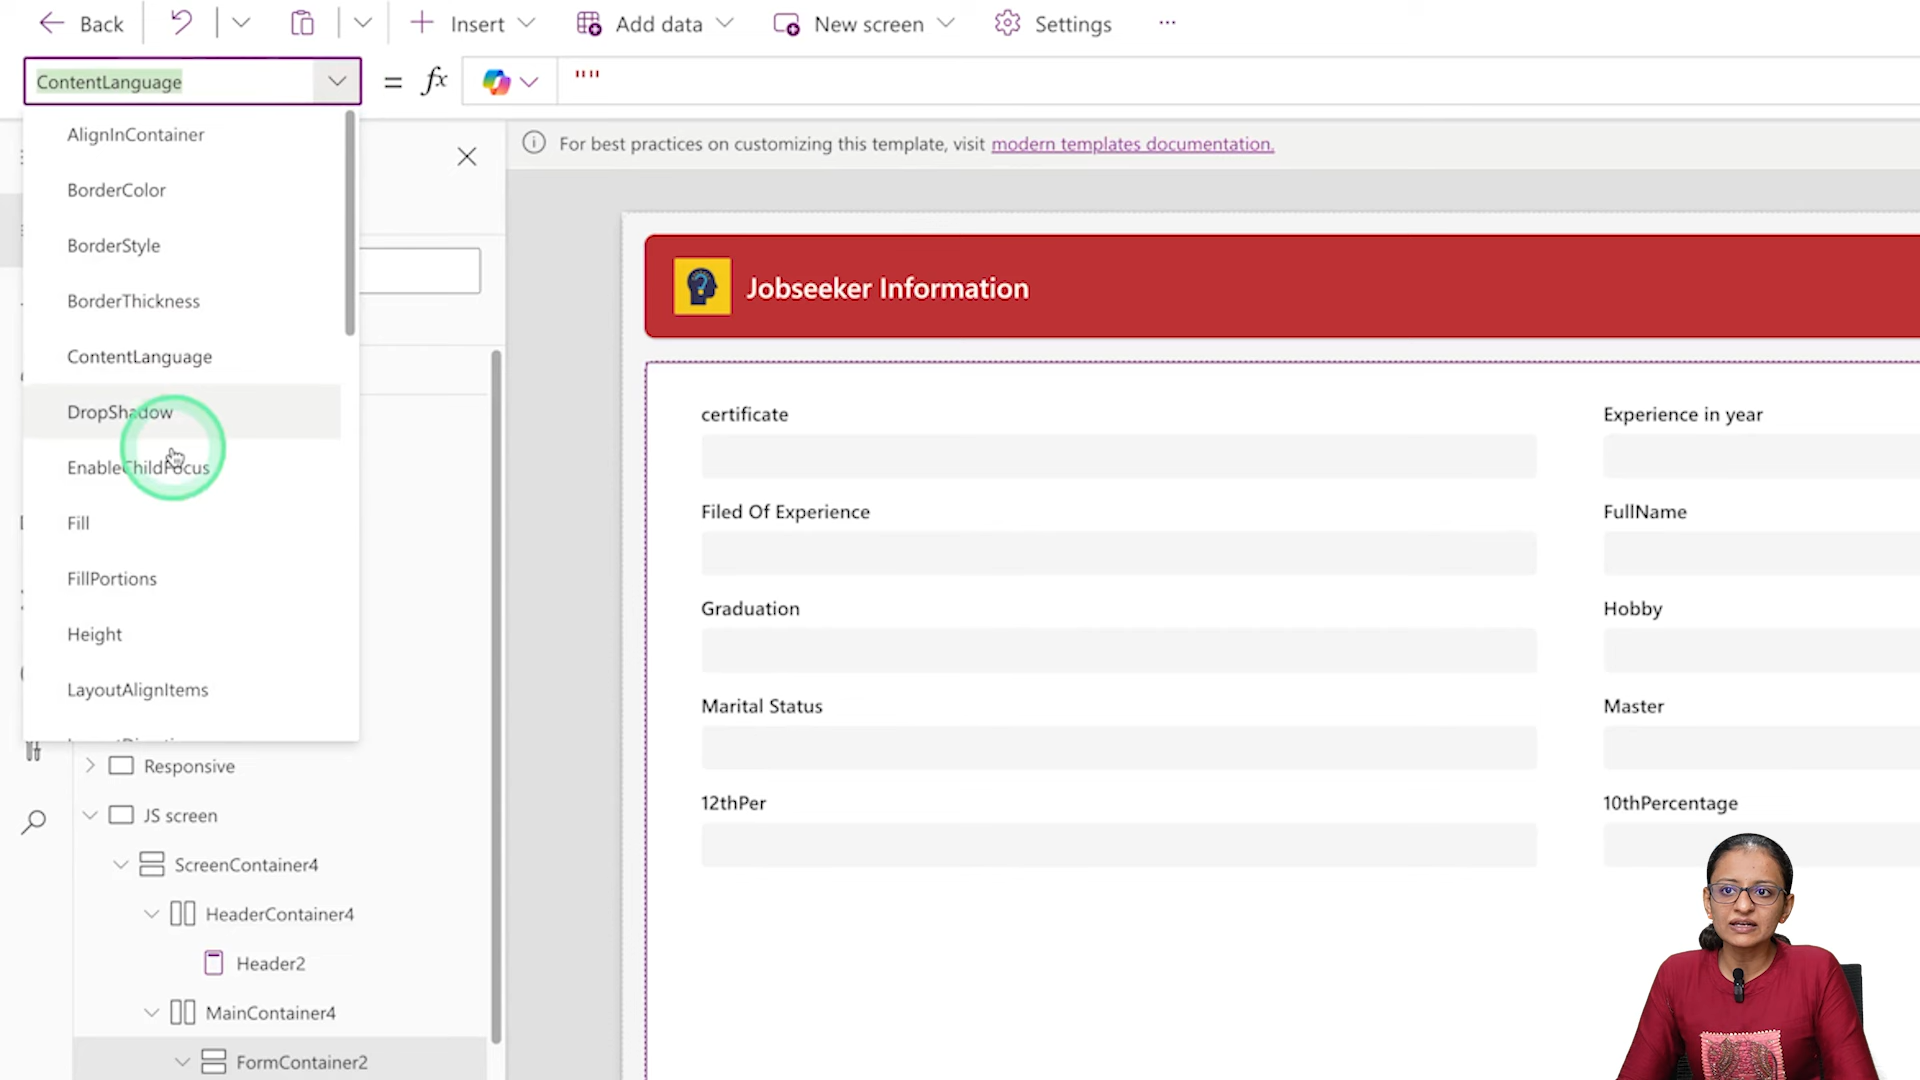 Back Insert Add data New screen Settings ...
ContentLanguage = fx """"
AlignInContainer
BorderColor
BorderStyle
BorderThickness
ContentLanguage
DropShadow
EnableChildFocus
Fill
FillPortions
Height
LayoutAlignItems
Responsive
JS screen
ScreenContainer4
HeaderContainer4
Header2
MainContainer4
FormContainer2
For best practices on customizing this template, visit modern templates documentation.
Jobseeker Information
certificate Experience in year
Filed Of Experience FullName
Graduation Hobby
Marital Status Master
12thPer 10thPercentage